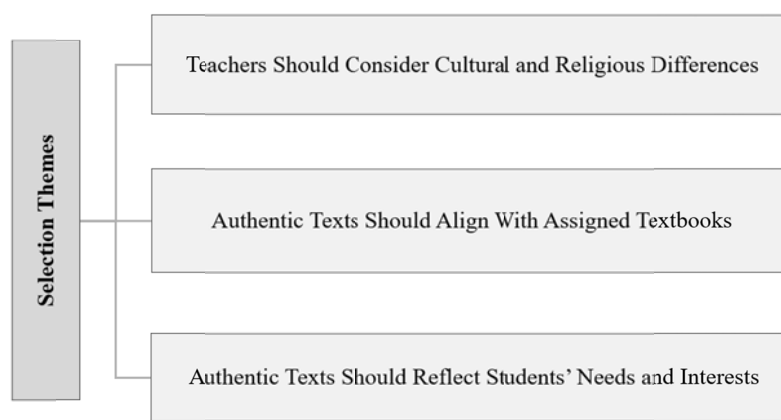 Selection Themes
Teachers Should Consider Cultural and Religious Differences
Authentic Texts Should Align With Assigned Textbooks
Authentic Texts Should Reflect Students’ Needs and Interests